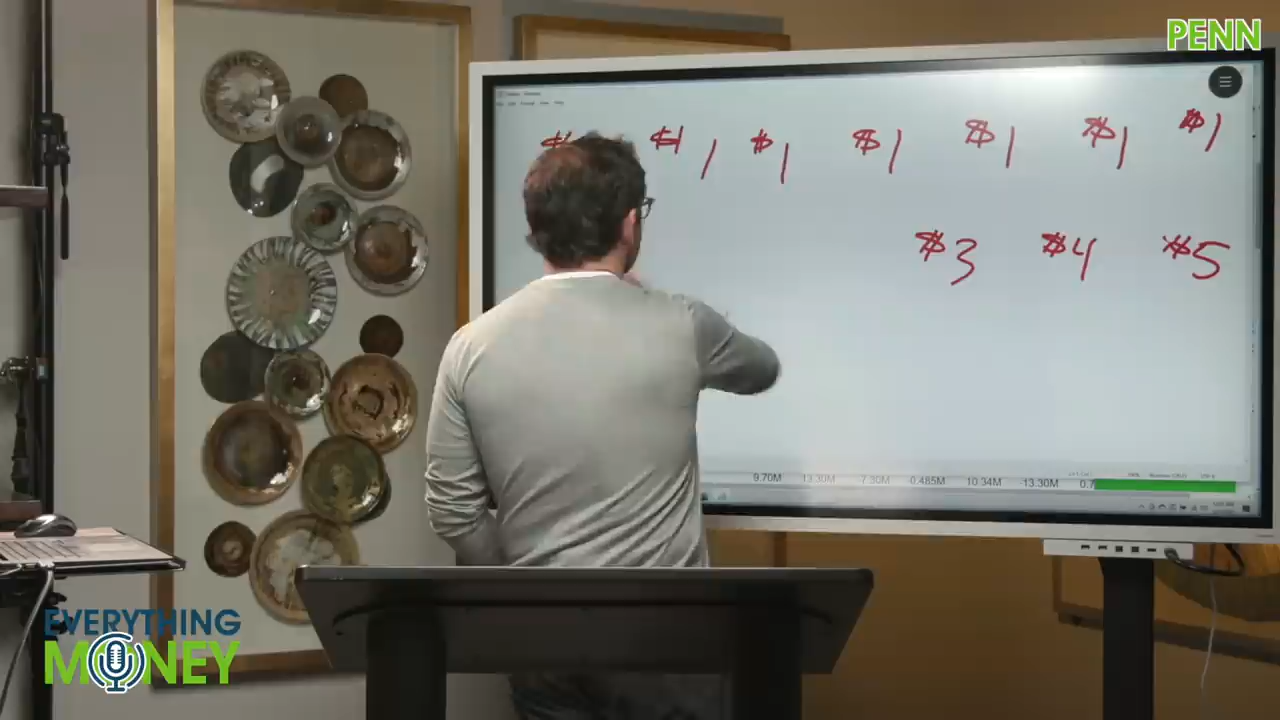 PENN
$1 $1 $1 $1 $1 $1
$3 $4 $5
9.70M 13.30M 7.30M 0.485M 10.34M 13.30M
EVERYTHING
MONEY